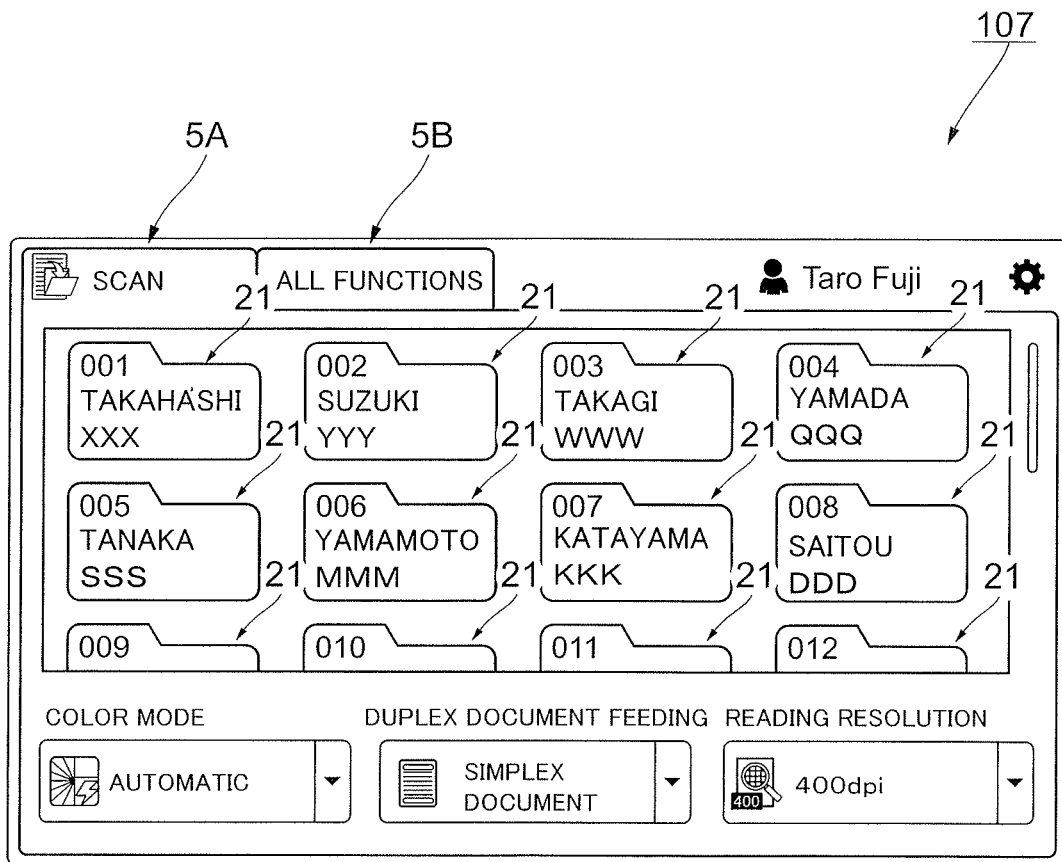 107
5A
5B
SCAN
ALL FUNCTIONS
Taro Fuji
21
21
21
21
001
TAKAHASHI
XXX
002
SUZUKI
YYY
003
TAKAGI
WWW
004
YAMADA
QQQ
21
21
21
21
005
TANAKA
SSS
006
YAMAMOTO
MMM
007
KATAYAMA
KKK
008
SAITOU
DDD
21
21
21
21
009
010
011
012
COLOR MODE
DUPLEX DOCUMENT FEEDING
READING RESOLUTION
AUTOMATIC
SIMPLEX
DOCUMENT
400
400dpi